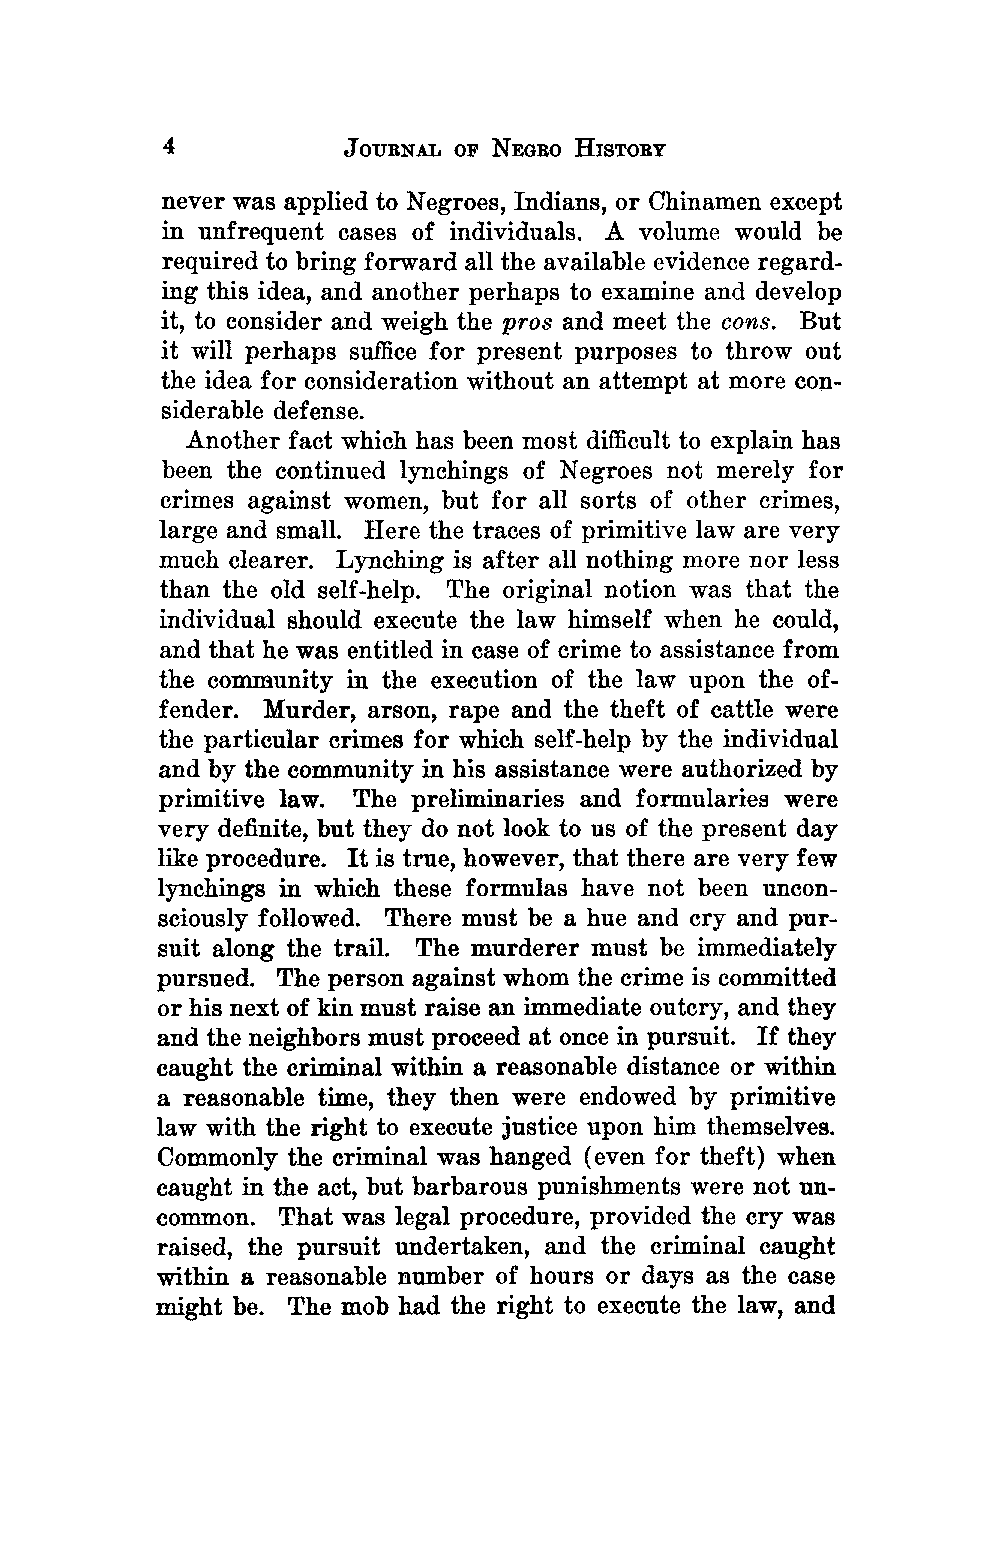 4 JOURNAL OF NEGRO HISTORY
never was applied to Negroes, Indians, or Chinamen except
in unfrequent cases of individuals. A volume would be
required to bring forward all the available evidence regard-
ing this idea, and another perhaps to examine and develop
it, to consider and weigh the pros and meet the cons. But
it will perhaps suffice for present purposes to throw out
the idea for consideration without an attempt at more con-
siderable defense.
Another fact which has been most difficult to explain has
been the continued lynchings of Negroes not merely for
crimes against women, but for all sorts of other crimes,
large and small. Here the traces of primitive law are very
much clearer. Lynching is after all nothing more nor less
than the old self-help. The original notion was that the
individual should execute the law himself when he could,
and that he was entitled in case of crime to assistance from
the community in the execution of the law upon the of-
fender. Murder, arson, rape and the theft of cattle were
the particular crimes for which self-help by the individual
and by the community in his assistance were authorized by
primitive law. The preliminaries and formularies were
very definite, but they do not look to us of the present day
like procedure. It is true, however, that there are very few
lynchings in which these formulas have not been uncon-
sciously followed. There must be a hue and cry and pur-
suit along the trail. The murderer must be immediately
pursued. The person against whom the crime is committed
or his next of kin must raise an immediate outcry, and they
and the neighbors must proceed at once in pursuit. If they
caught the criminal within a reasonable distance or within
a reasonable time, they then were endowed by primitive
law with the right to execute justice upon him themselves.
Commonly the criminal was hanged (even for theft) when
caught in the act, but barbarous punishments were not un-
common. That was legal procedure, provided the cry was
raised, the pursuit undertaken, and the criminal caught
within a reasonable number of hours or days as the case
might be. The mob had the right to execute the law, and